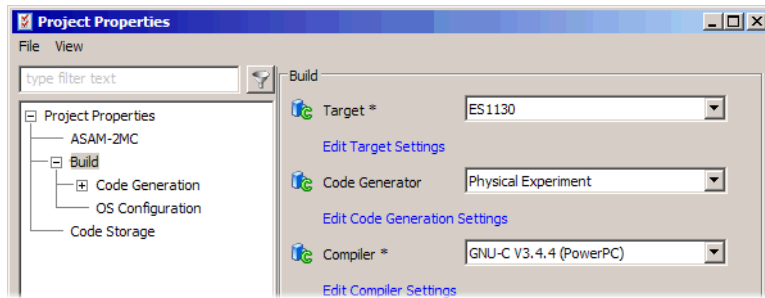 Project Properties
File View
type filter text
Project Properties
ASAM-2MC
Build
Code Generation
OS Configuration
Code Storage
Build
Target * ES1130
Edit Target Settings
Code Generator Physical Experiment
Edit Code Generation Settings
Compiler * GNU-C V3.4.4 (PowerPC)
Edit Compiler Settings